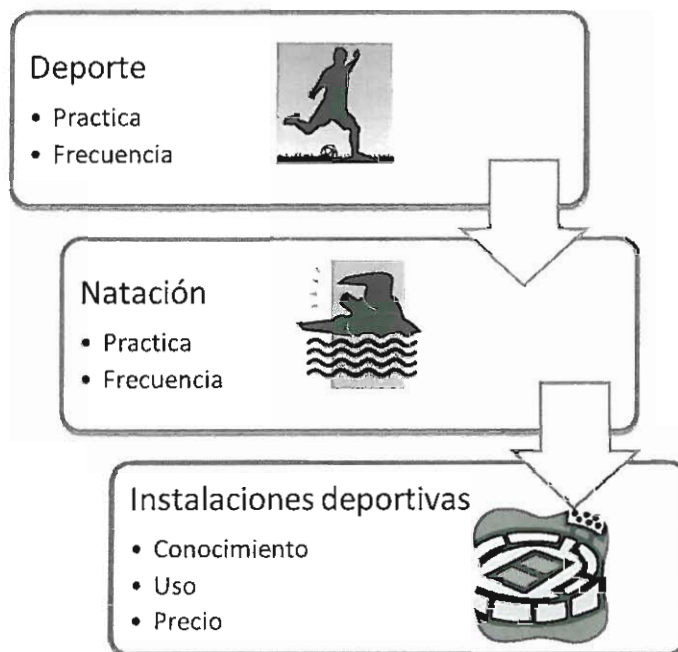 Deporte
• Practica
• Frecuencia
Natación
• Practica
• Frecuencia
Instalaciones deportivas
• Conocimiento
• Uso
• Precio